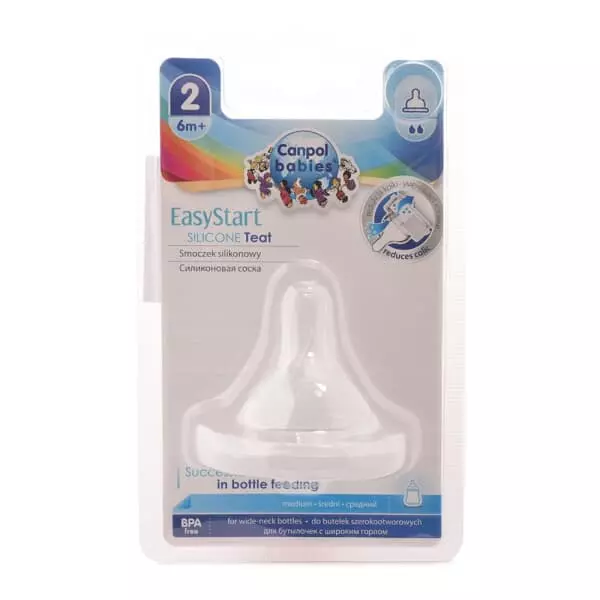 2
6m+
Canpol
babies
EasyStart
SILICONE Teat
Smoczek silikonowy
Силиконовая соска
reduces colic
Success
in bottle feeding
medium • średni • средний
BPA
free
for wide-neck bottles • do butelek szerokootworowych
для бутылочек с широким горлом